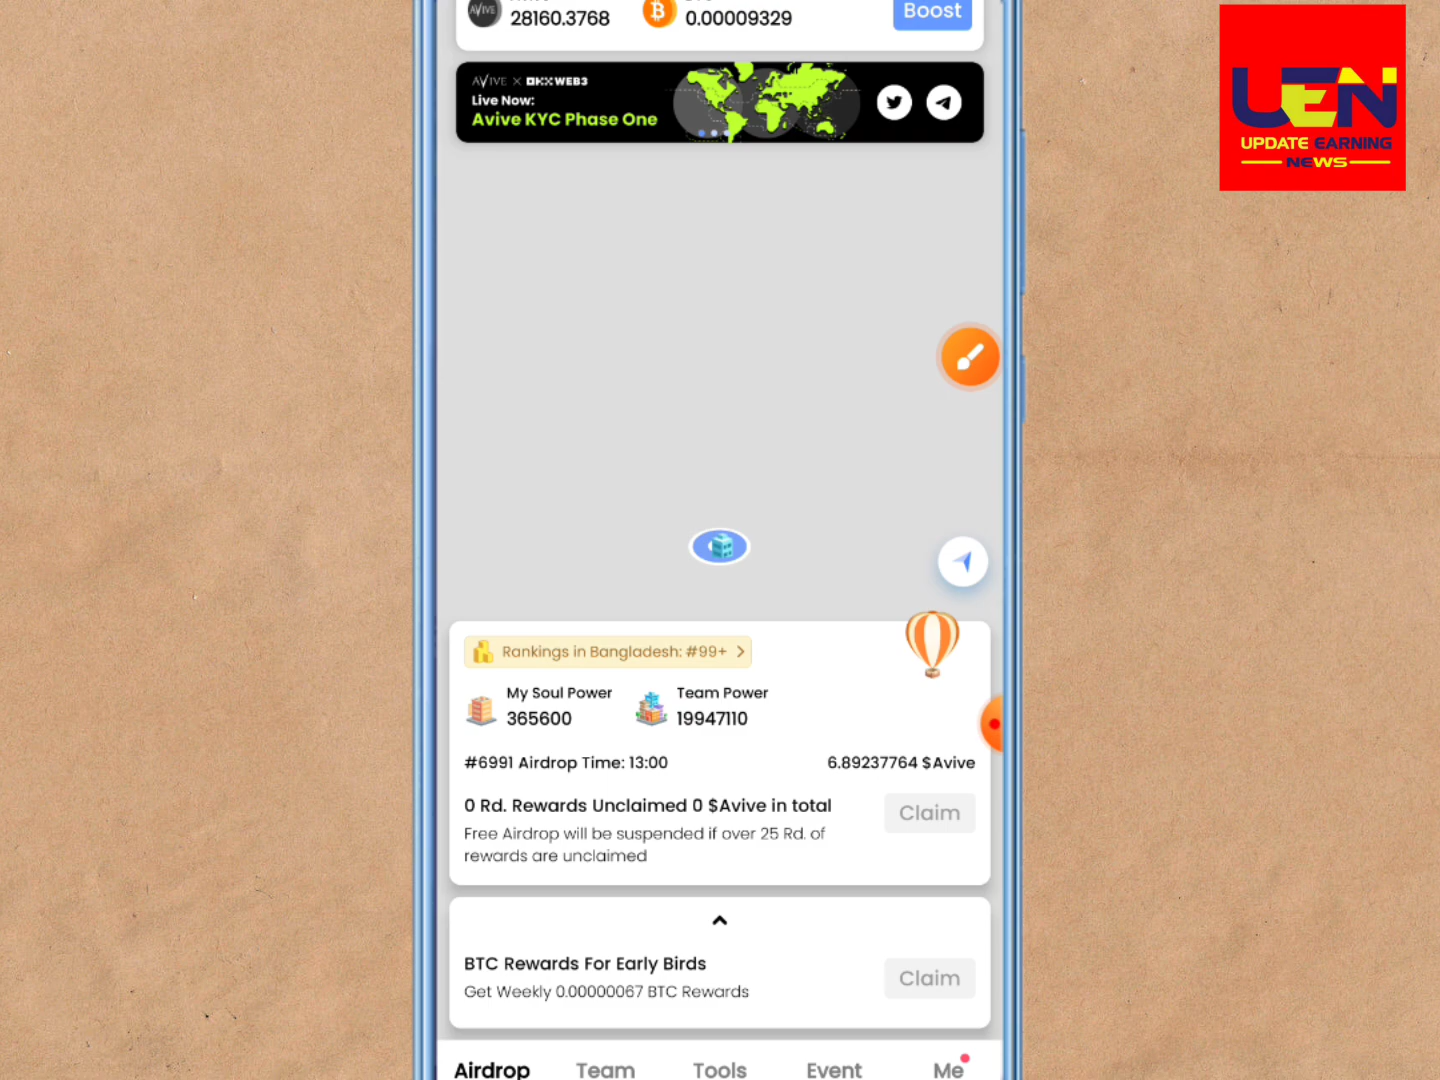 AVIVE
28160.3768
0.00009329
Boost
AVIVE × OKX WEB3
Live Now:
Avive KYC Phase One
UEN
UPDATE EARNING
NEWS
Rankings in Bangladesh: #99+
My Soul Power
365600
Team Power
19947110
#6991 Airdrop Time: 13:00
6.89237764 $Avive
0 Rd. Rewards Unclaimed 0 $Avive in total
Claim
Free Airdrop will be suspended if over 25 Rd. of
rewards are unclaimed
BTC Rewards For Early Birds
Get Weekly 0.00000067 BTC Rewards
Claim
Airdrop
Team
Tools
Event
Me